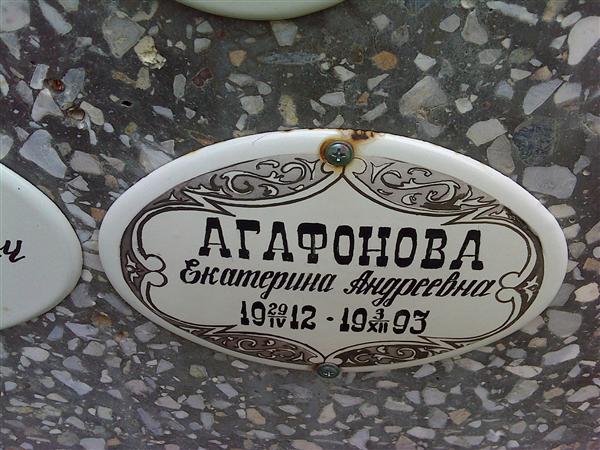 АГАФОНОВА
Екатерина Андреевна
19 29/IV 12 - 19 3/XII 93